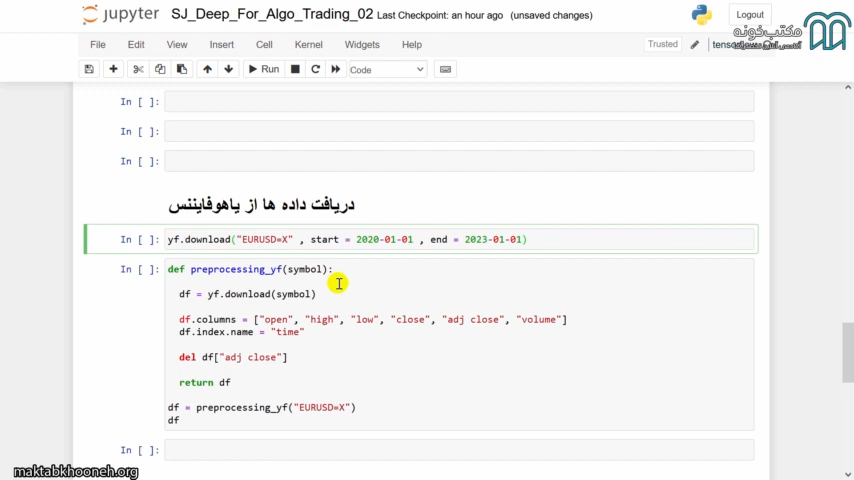 jupyter SJ_Deep_For_Algo_Trading_02 Last Checkpoint: an hour ago (unsaved changes) Logout
مکتب‌خونه
File Edit View Insert Cell Kernel Widgets Help Trusted
Run Code
In [ ]:
In [ ]:
In [ ]:
دریافت داده ها از یاهوفایننس
In [ ]: yf.download("EURUSD=X" , start = 2020-01-01 , end = 2023-01-01)
In [ ]: def preprocessing_yf(symbol):
df = yf.download(symbol)
df.columns = ["open", "high", "low", "close", "adj close", "volume"]
df.index.name = "time"
del df["adj close"]
return df
df = preprocessing_yf("EURUSD=X")
df
In [ ]:
maktabkhooneh.org